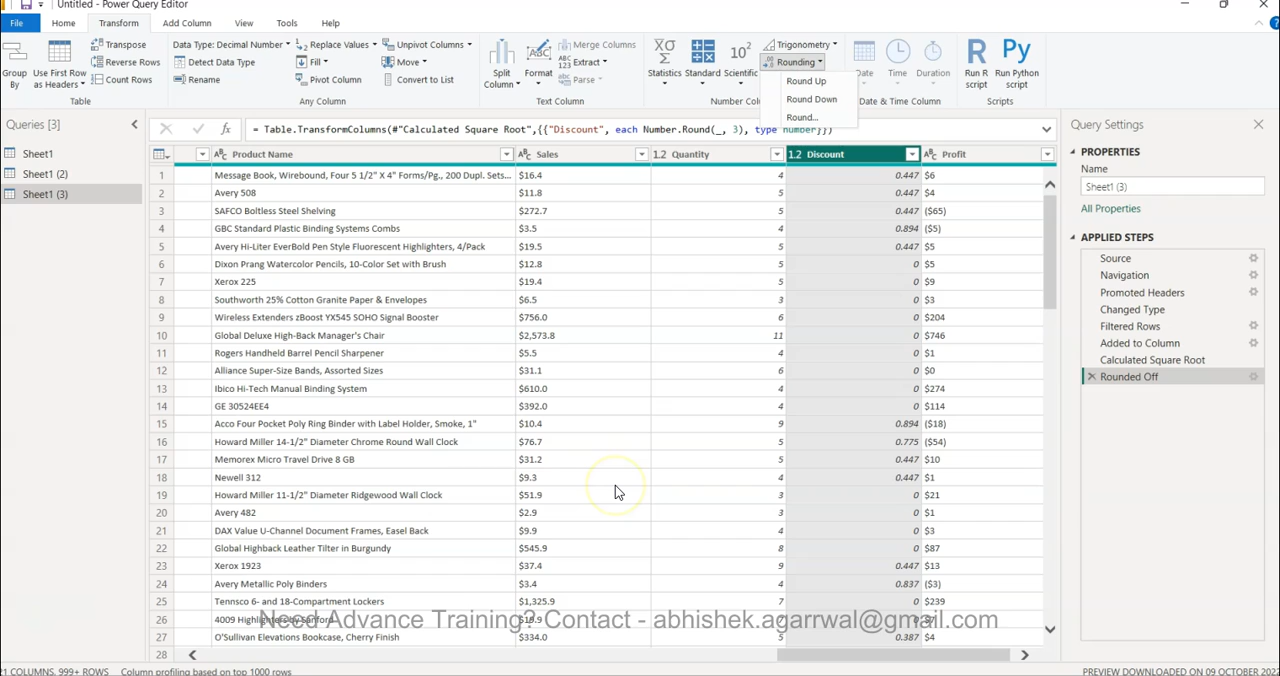 Untitled - Power Query Editor
File Home Transform Add Column View Tools Help
Group By
Use First Row as Headers
Transpose
Reverse Rows
Count Rows
Table
Data Type: Decimal Number
Detect Data Type
Rename
Replace Values
Fill
Pivot Column
Unpivot Columns
Move
Convert to List
Any Column
Split Column
Format
Merge Columns
Extract
Parse
Text Column
Statistics
Standard
Scientific
Trigonometry
Rounding
Round Up
Round Down
Round...
Number Col
Date
Time
Duration
Date & Time Column
Run R script
Run Python script
Scripts
Queries [3]
Sheet1
Sheet1 (2)
Sheet1 (3)
= Table.TransformColumns(#"Calculated Square Root",{{"Discount", each Number.Round(_, 3), type number}})
Product Name Sales 1.2 Quantity 1.2 Discount Profit
1 Message Book, Wirebound, Four 5 1/2" X 4" Forms/Pg., 200 Dupl. Sets... $16.4 4 0.447 $6
2 Avery 508 $11.8 5 0.447 $4
3 SAFCO Boltless Steel Shelving $272.7 5 0.447 ($65)
4 GBC Standard Plastic Binding Systems Combs $3.5 4 0.894 ($5)
5 Avery Hi-Liter EverBold Pen Style Fluorescent Highlighters, 4/Pack $19.5 5 0.447 $5
6 Dixon Prang Watercolor Pencils, 10-Color Set with Brush $12.8 5 0 $5
7 Xerox 225 $19.4 5 0 $9
8 Southworth 25% Cotton Granite Paper & Envelopes $6.5 3 0 $3
9 Wireless Extenders zBoost YX545 SOHO Signal Booster $756.0 6 0 $204
10 Global Deluxe High-Back Manager's Chair $2,573.8 11 0 $746
11 Rogers Handheld Barrel Pencil Sharpener $5.5 4 0 $1
12 Alliance Super-Size Bands, Assorted Sizes $31.1 6 0 $0
13 Ibico Hi-Tech Manual Binding System $610.0 4 0 $274
14 GE 30524EE4 $392.0 4 0 $114
15 Acco Four Pocket Poly Ring Binder with Label Holder, Smoke, 1" $10.4 9 0.894 ($18)
16 Howard Miller 14-1/2" Diameter Chrome Round Wall Clock $76.7 5 0.775 ($54)
17 Memorex Micro Travel Drive 8 GB $31.2 5 0.447 $10
18 Newell 312 $9.3 4 0.447 $1
19 Howard Miller 11-1/2" Diameter Ridgewood Wall Clock $51.9 3 0 $21
20 Avery 482 $2.9 3 0 $1
21 DAX Value U-Channel Document Frames, Easel Back $9.9 4 0 $3
22 Global Highback Leather Tilter in Burgundy $545.9 8 0 $87
23 Xerox 1923 $37.4 9 0.447 $13
24 Avery Metallic Poly Binders $3.4 4 0.837 ($3)
25 Tennsco 6- and 18-Compartment Lockers $1,325.9 7 0 $239
26 4009 Highlighters by Sanford $19.9 0
27 O'Sullivan Elevations Bookcase, Cherry Finish $334.0 5 0.387 $4
28
Need Advance Training? Contact - abhishek.agarrwal@gmail.com
Query Settings
PROPERTIES
Name
Sheet1 (3)
All Properties
APPLIED STEPS
Source
Navigation
Promoted Headers
Changed Type
Filtered Rows
Added to Column
Calculated Square Root
Rounded Off
21 COLUMNS, 999+ ROWS Column profiling based on top 1000 rows
PREVIEW DOWNLOADED ON 09 OCTOBER 2022